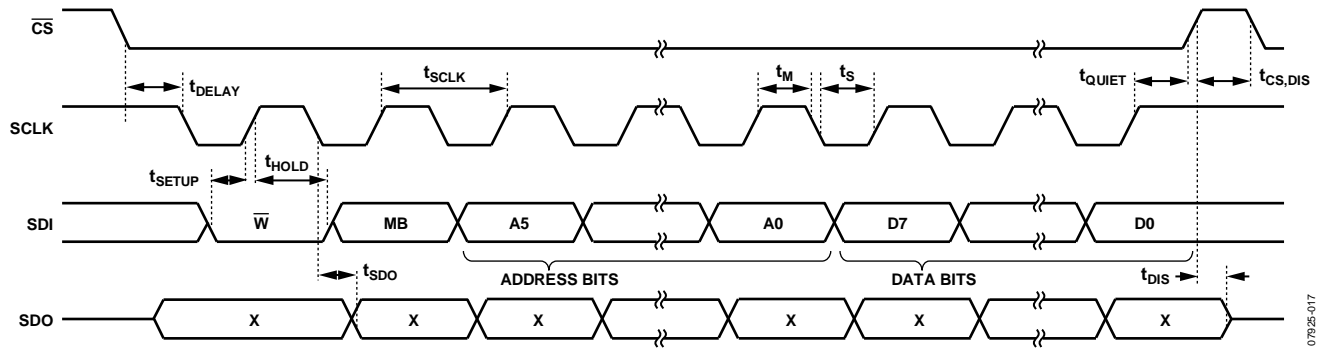 CS
tDELAY
tSCLK
tM
tS
tQUIET
tCS,DIS
SCLK
tSETUP
tHOLD
SDI
W
MB
A5
A0
D7
D0
tSDO
ADDRESS BITS
DATA BITS
tDIS
SDO
X
X
X
X
X
X
07925-017